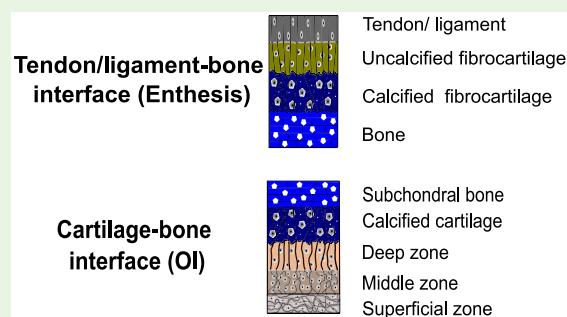 Tendon/ligament-bone
interface (Enthesis)
Tendon/ ligament
Uncalcified fibrocartilage
Calcified fibrocartilage
Bone
Cartilage-bone
interface (OI)
Subchondral bone
Calcified cartilage
Deep zone
Middle zone
Superficial zone